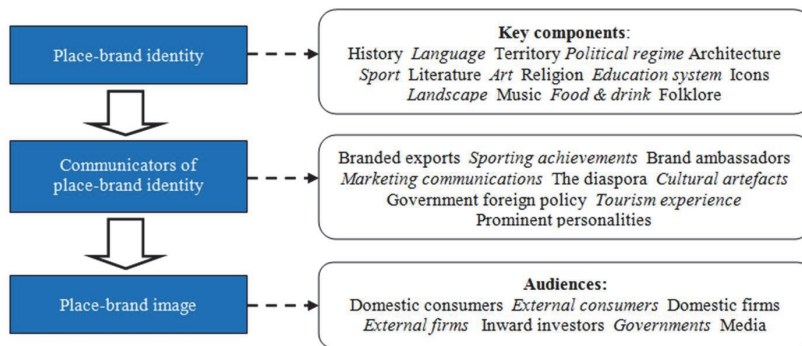 Place-brand identity
Key components:
History Language Territory Political regime Architecture
Sport Literature Art Religion Education system Icons
Landscape Music Food & drink Folklore
Communicators of
place-brand identity
Branded exports Sporting achievements Brand ambassadors
Marketing communications The diaspora Cultural artefacts
Government foreign policy Tourism experience
Prominent personalities
Place-brand image
Audiences:
Domestic consumers External consumers Domestic firms
External firms Inward investors Governments Media